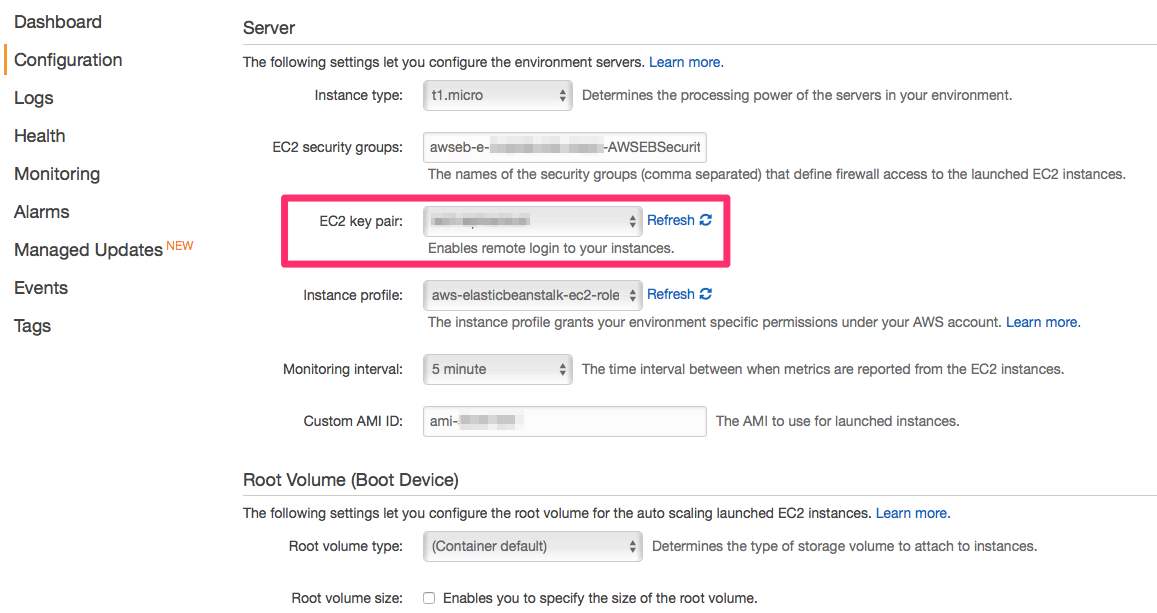 Dashboard
Configuration
Logs
Health
Monitoring
Alarms
Managed Updates NEW
Events
Tags
Server
The following settings let you configure the environment servers. Learn more.
Instance type: t1.micro Determines the processing power of the servers in your environment.
EC2 security groups: awseb-e- -AWSEBSecurit
The names of the security groups (comma separated) that define firewall access to the launched EC2 instances.
EC2 key pair: Refresh
Enables remote login to your instances.
Instance profile: aws-elasticbeanstalk-ec2-role Refresh
The instance profile grants your environment specific permissions under your AWS account. Learn more.
Monitoring interval: 5 minute The time interval between when metrics are reported from the EC2 instances.
Custom AMI ID: ami- The AMI to use for launched instances.
Root Volume (Boot Device)
The following settings let you configure the root volume for the auto scaling launched EC2 instances. Learn more.
Root volume type: (Container default) Determines the type of storage volume to attach to instances.
Root volume size: Enables you to specify the size of the root volume.